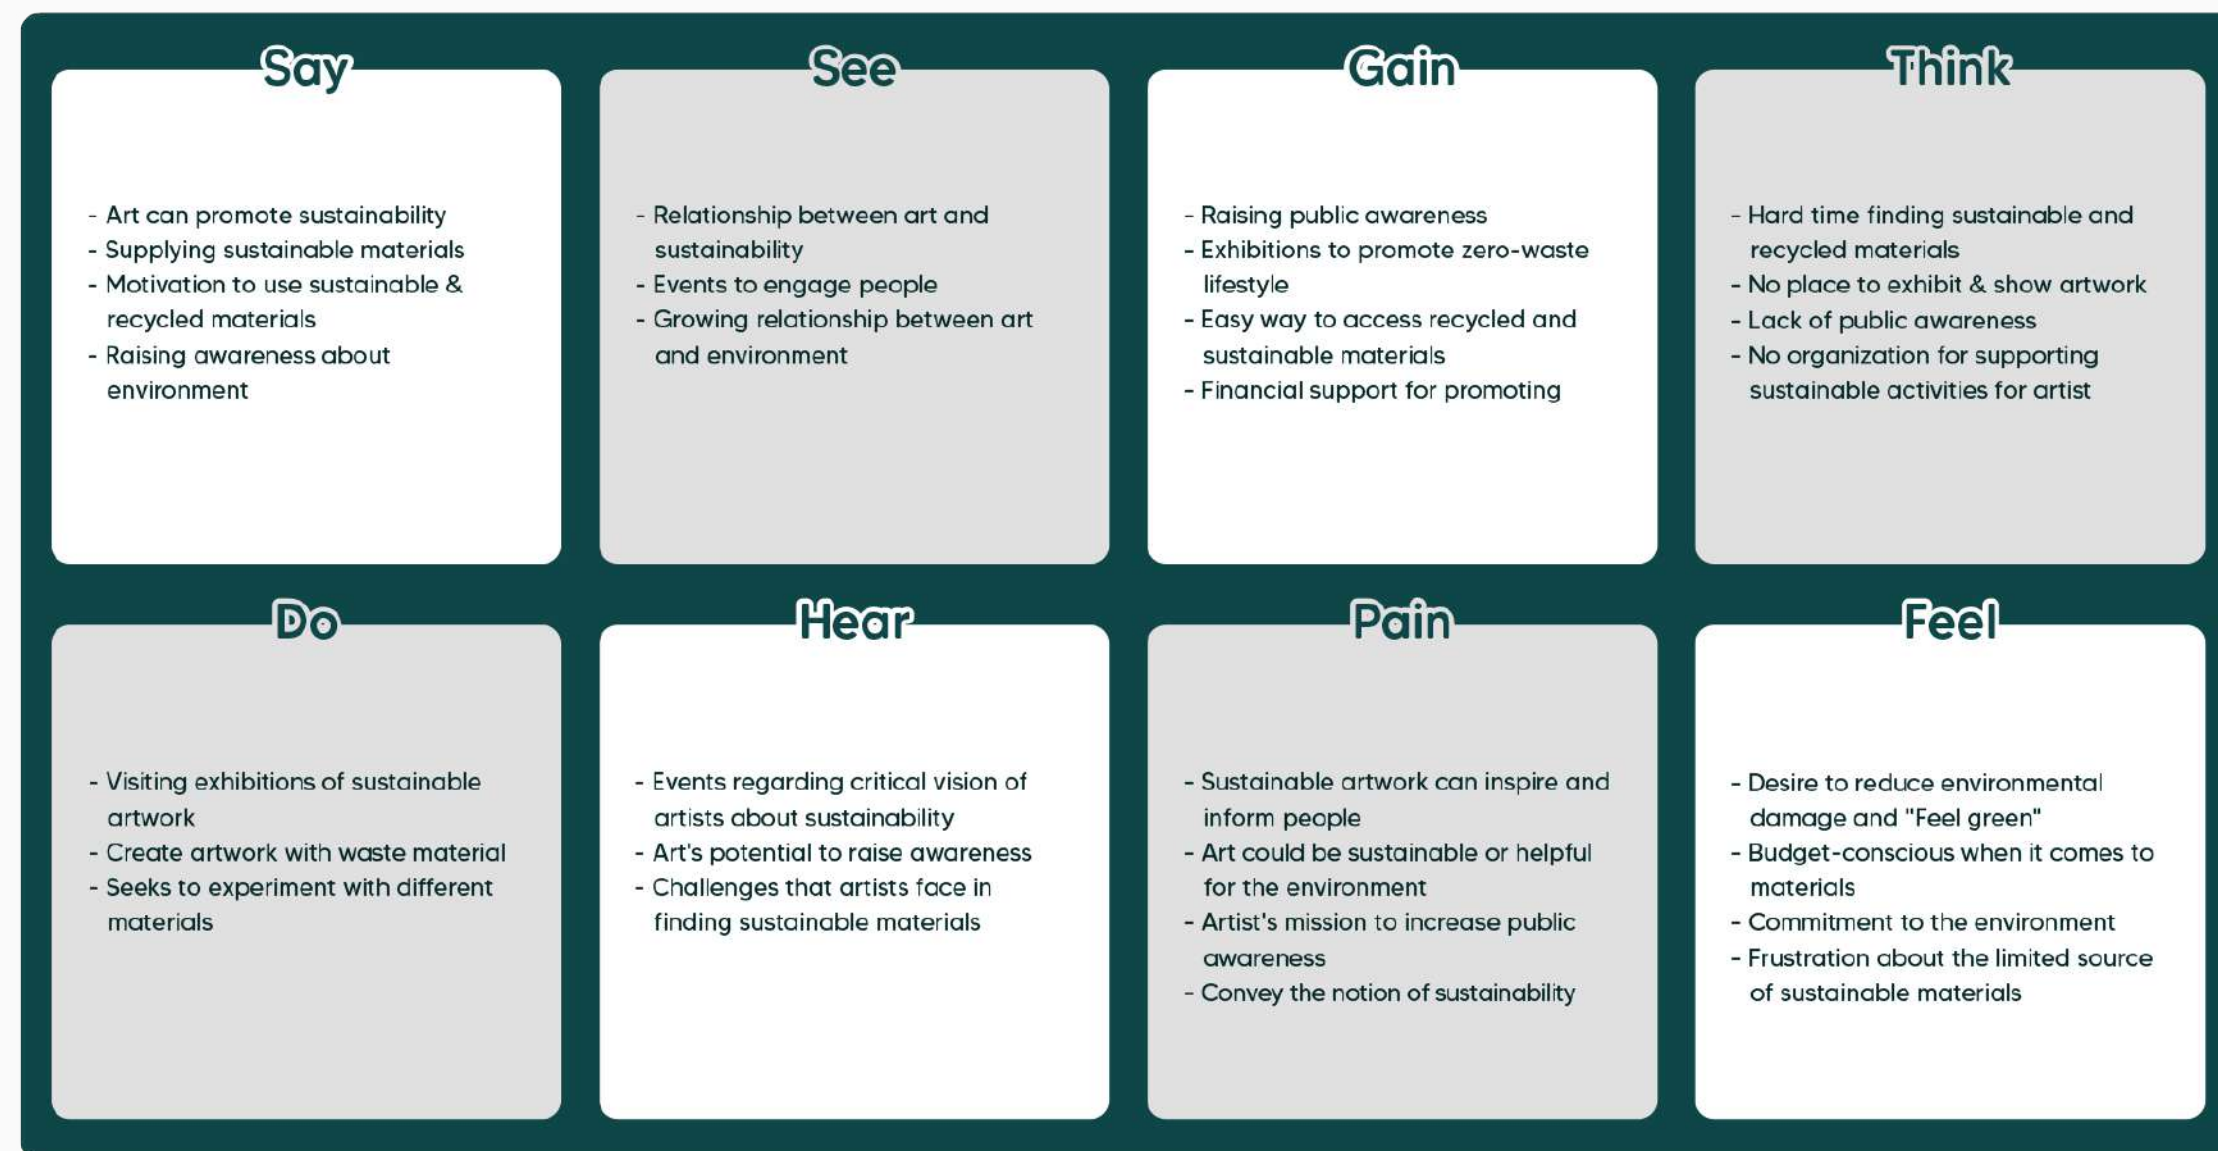 Say
- Art can promote sustainability
- Supplying sustainable materials
- Motivation to use sustainable &
recycled materials
- Raising awareness about
environment
See
- Relationship between art and
sustainability
- Events to engage people
- Growing relationship between art
and environment
Gain
- Raising public awareness
- Exhibitions to promote zero-waste
lifestyle
- Easy way to access recycled and
sustainable materials
- Financial support for promoting
Think
- Hard time finding sustainable and
recycled materials
- No place to exhibit & show artwork
- Lack of public awareness
- No organization for supporting
sustainable activities for artist
Do
- Visiting exhibitions of sustainable
artwork
- Create artwork with waste material
- Seeks to experiment with different
materials
Hear
- Events regarding critical vision of
artists about sustainability
- Art's potential to raise awareness
- Challenges that artists face in
finding sustainable materials
Pain
- Sustainable artwork can inspire and
inform people
- Art could be sustainable or helpful
for the environment
- Artist's mission to increase public
awareness
- Convey the notion of sustainability
Feel
- Desire to reduce environmental
damage and "Feel green"
- Budget-conscious when it comes to
materials
- Commitment to the environment
- Frustration about the limited source
of sustainable materials